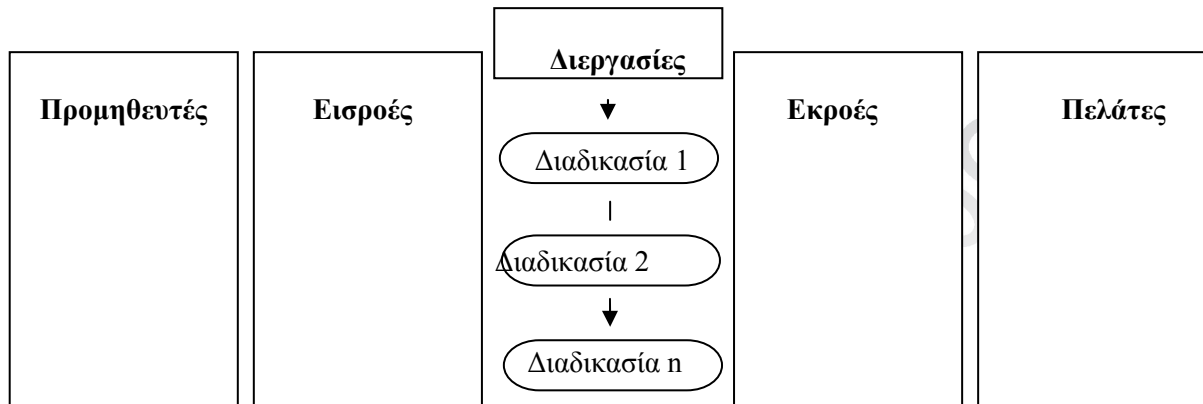 Προμηθευτές
Εισροές
Διεργασίες
Διαδικασία 1
Διαδικασία 2
Διαδικασία n
Εκροές
Πελάτες